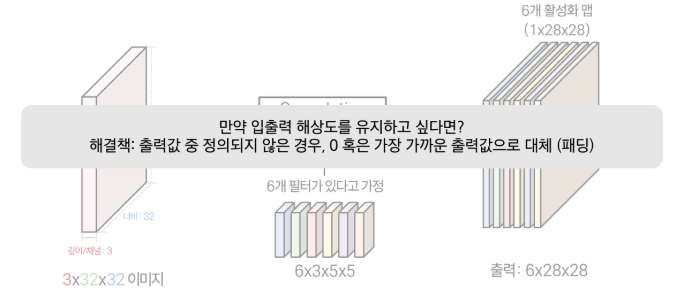 6개 활성화 맵
(1x28x28)
만약 입출력 해상도를 유지하고 싶다면?
해결책: 출력값 중 정의되지 않은 경우, 0 혹은 가장 가까운 출력값으로 대체 (패딩)
6개 필터가 있다고 가정
너비: 32
깊이/채널: 3
3x32x32 이미지
6x3x5x5
출력: 6x28x28